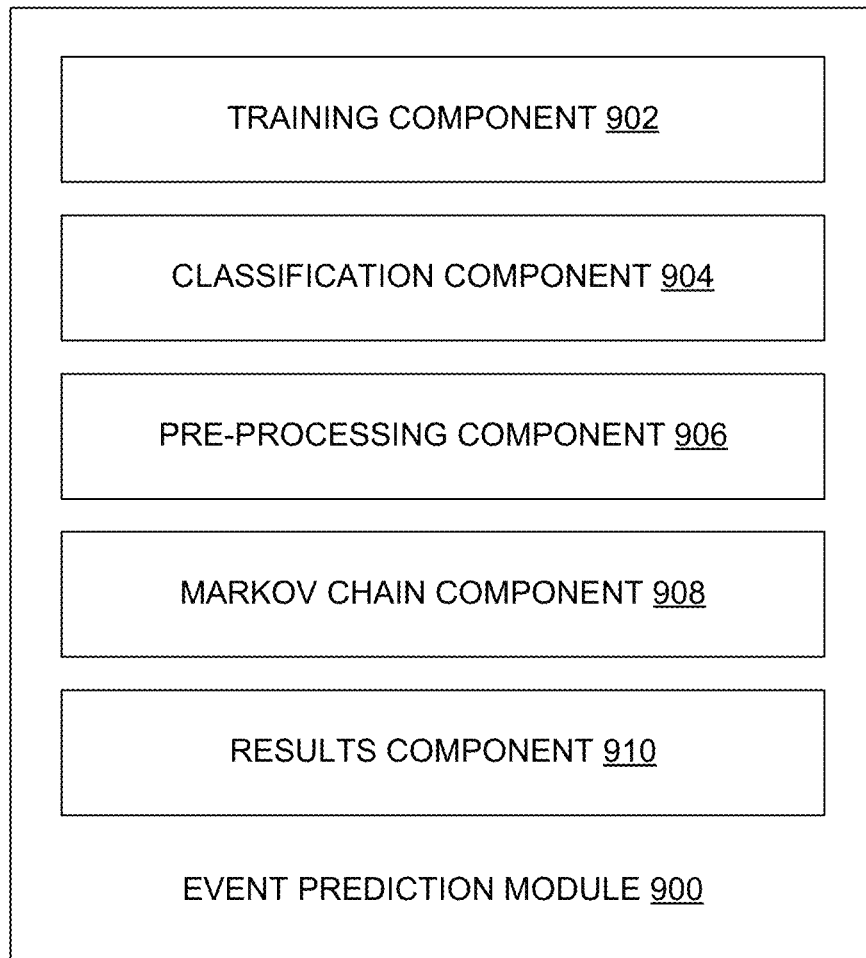 TRAINING COMPONENT 902
CLASSIFICATION COMPONENT 904
PRE-PROCESSING COMPONENT 906
MARKOV CHAIN COMPONENT 908
RESULTS COMPONENT 910
EVENT PREDICTION MODULE 900